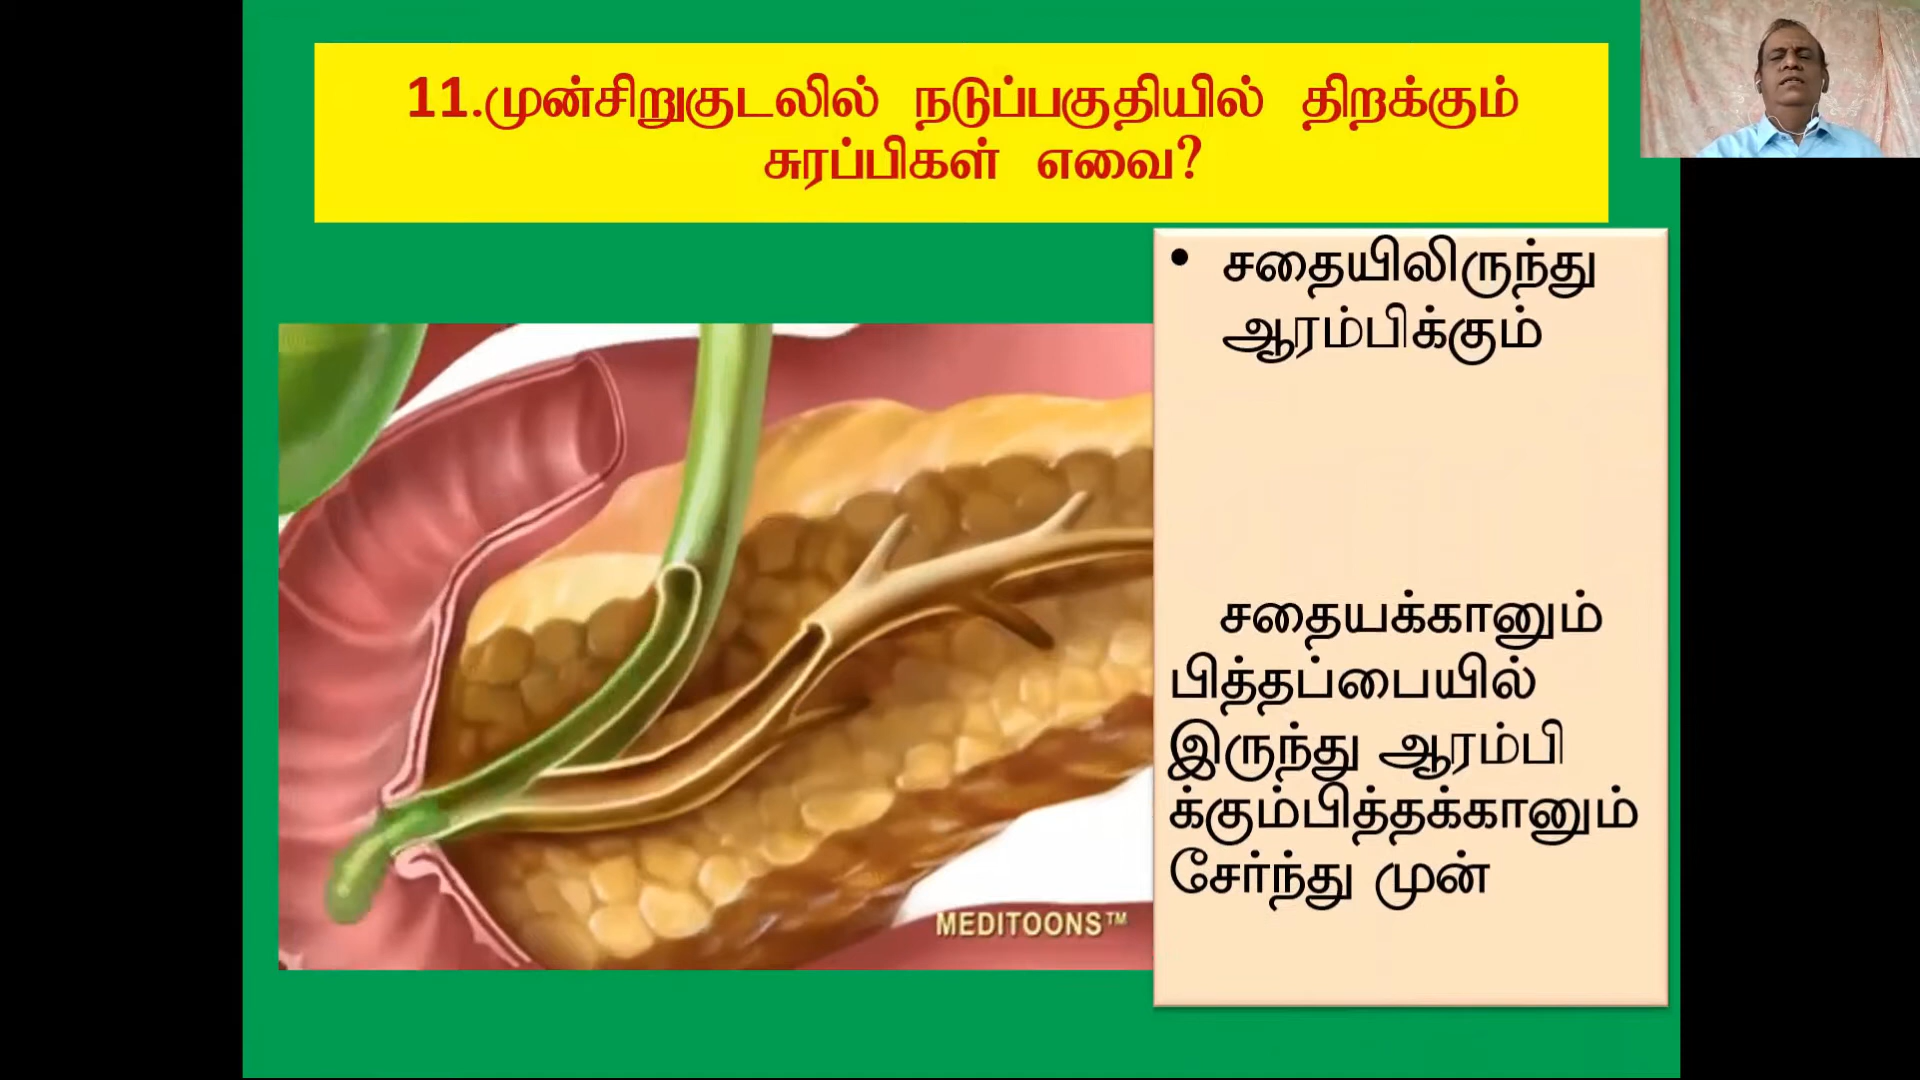 11.முன்சிறுகுடலில் நடுப்பகுதியில் திறக்கும்
சுரப்பிகள் எவை?
• சதையிலிருந்து
ஆரம்பிக்கும்
சதையக்கானும்
பித்தப்பையில்
இருந்து ஆரம்பி
க்கும்பித்தக்கானும்
சேர்ந்து முன்
MEDITOONS™